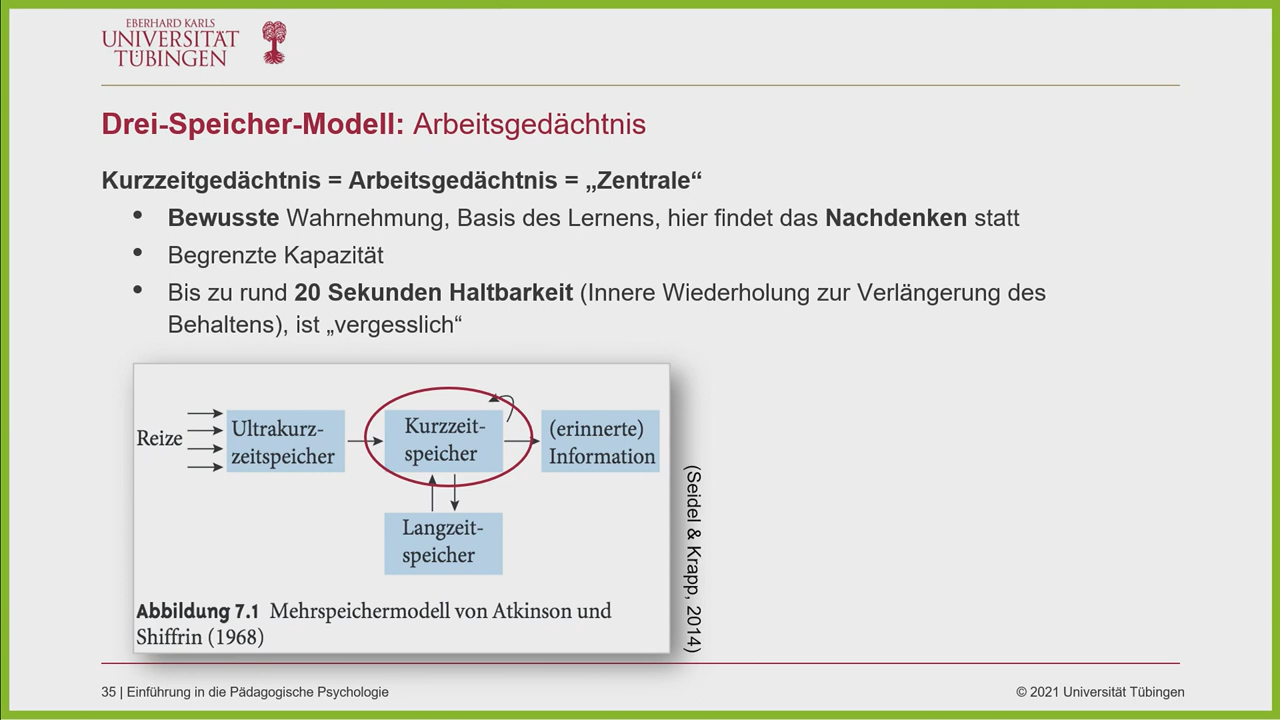 EBERHARD KARLS
UNIVERSITÄT
TÜBINGEN
Drei-Speicher-Modell: Arbeitsgedächtnis
Kurzzeitgedächtnis = Arbeitsgedächtnis = „Zentrale“
• Bewusste Wahrnehmung, Basis des Lernens, hier findet das Nachdenken statt
• Begrenzte Kapazität
• Bis zu rund 20 Sekunden Haltbarkeit (Innere Wiederholung zur Verlängerung des
Behaltens), ist „vergesslich“
Reize
Ultrakurz-
zeitspeicher
Kurzzeit-
speicher
(erinnerte)
Information
Langzeit-
speicher
Abbildung 7.1 Mehrspeichermodell von Atkinson und
Shiffrin (1968)
(Seidel & Krapp, 2014)
35 | Einführung in die Pädagogische Psychologie
© 2021 Universität Tübingen